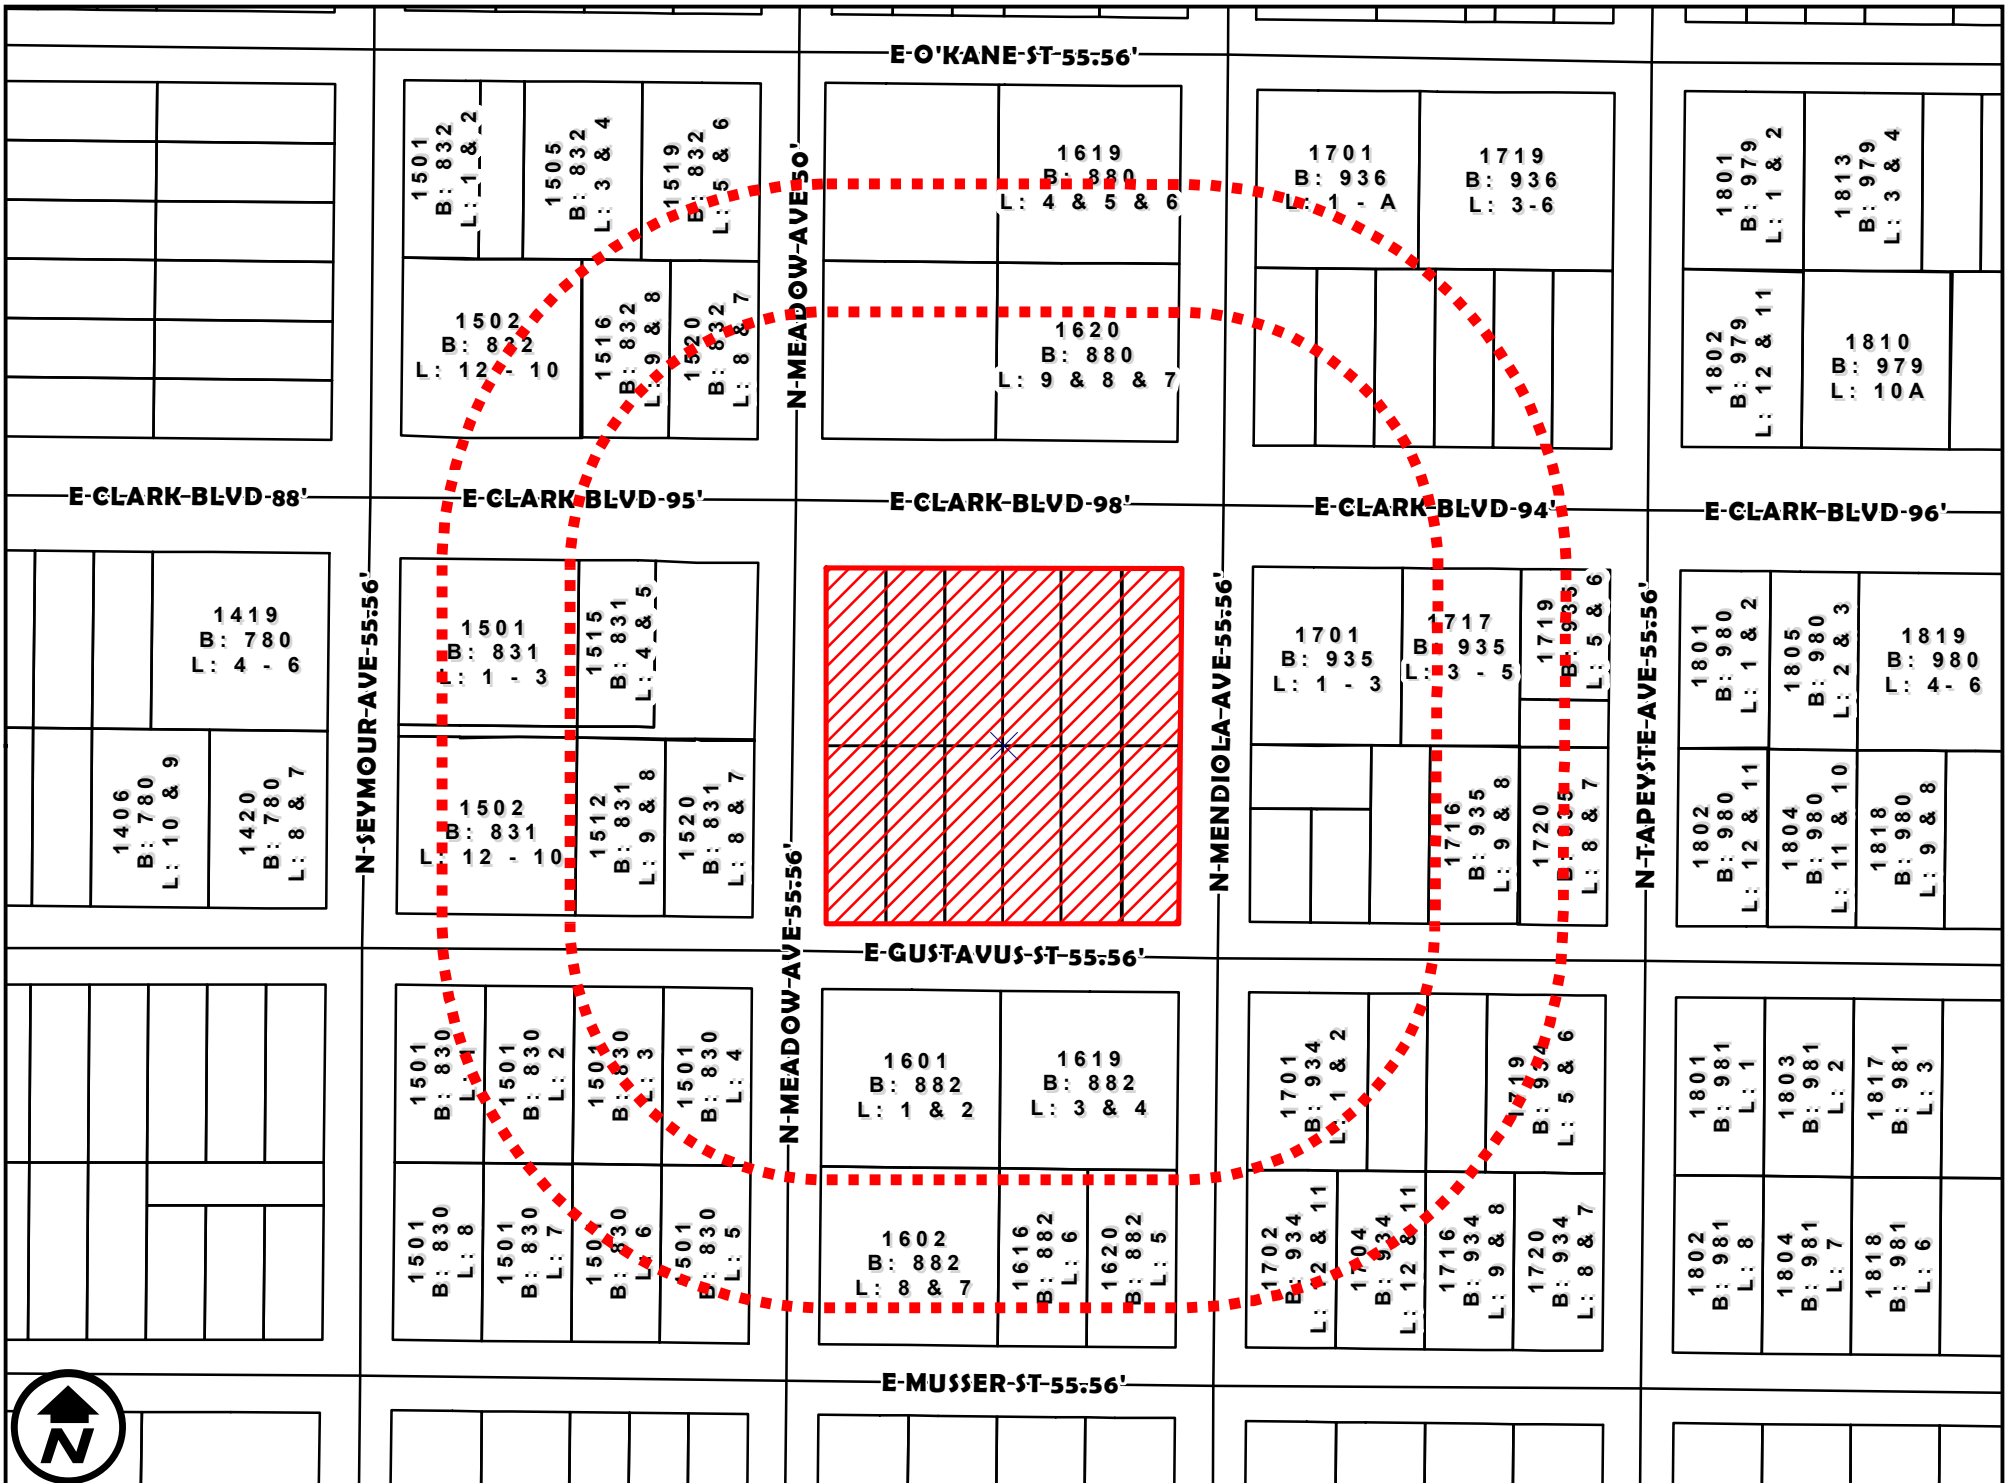 E-O'KANE-ST 55.56'
1501
B: 832
L: 1 & 2
1505
B: 832
L: 3 & 4
1519
B: 832
L: 5 & 6
N-MEADOW-AVE-50'
1619
B: 880
L: 4 & 5 & 6
1701
B: 936
L: 1 - A
1719
B: 936
L: 3-6
1801
B: 979
L: 1 & 2
1813
B: 979
L: 3 & 4
1502
B: 832
L: 12 - 10
1516
B: 832
L: 9 & 8
1520
B: 832
L: 8 & 7
1620
B: 880
L: 9 & 8 & 7
1802
B: 979
L: 12 & 11
1810
B: 979
L: 10A
E-CLARK-BLVD-88'
E-CLARK-BLVD-95'
E-CLARK-BLVD-98'
E-CLARK-BLVD-94'
E-CLARK-BLVD-96'
1419
B: 780
L: 4 - 6
N-SEYMOUR-AVE-55.56'
1501
B: 831
L: 1 - 3
1515
B: 831
L: 4 & 5
N-MENDIOLA-AVE-55.56'
1701
B: 935
L: 1 - 3
1717
B: 935
L: 3 - 5
1719
B: 935
L: 5 & 6
N-TAPEYSTE-AVE-55.56'
1801
B: 980
L: 1 & 2
1805
B: 980
L: 2 & 3
1819
B: 980
L: 4- 6
1406
B: 780
L: 10 & 9
1420
B: 780
L: 8 & 7
1502
B: 831
L: 12 - 10
1512
B: 831
L: 9 & 8
1520
B: 831
L: 8 & 7
1716
B: 935
L: 9 & 8
1720
B: 935
L: 8 & 7
1802
B: 980
L: 12 & 11
1804
B: 980
L: 11 & 10
1818
B: 980
L: 9 & 8
N-MEADOW-AVE-55.56'
E-GUSTAVUS-ST-55.56'
1501
B: 830
L: 1
1501
B: 830
L: 2
1501
B: 830
L: 3
1501
B: 830
L: 4
1601
B: 882
L: 1 & 2
1619
B: 882
L: 3 & 4
1701
B: 934
L: 1 & 2
1719
B: 934
L: 5 & 6
1801
B: 981
L: 1
1803
B: 981
L: 2
1817
B: 981
L: 3
1501
B: 830
L: 8
1501
B: 830
L: 7
1501
B: 830
L: 6
1501
B: 830
L: 5
1602
B: 882
L: 8 & 7
1616
B: 882
L: 6
1620
B: 882
L: 5
1702
B: 934
L: 12 & 11
1704
B: 934
L: 12 & 11
1716
B: 934
L: 9 & 8
1720
B: 934
L: 8 & 7
1802
B: 981
L: 8
1804
B: 981
L: 7
1818
B: 981
L: 6
E-MUSSER-ST-55.56'
N